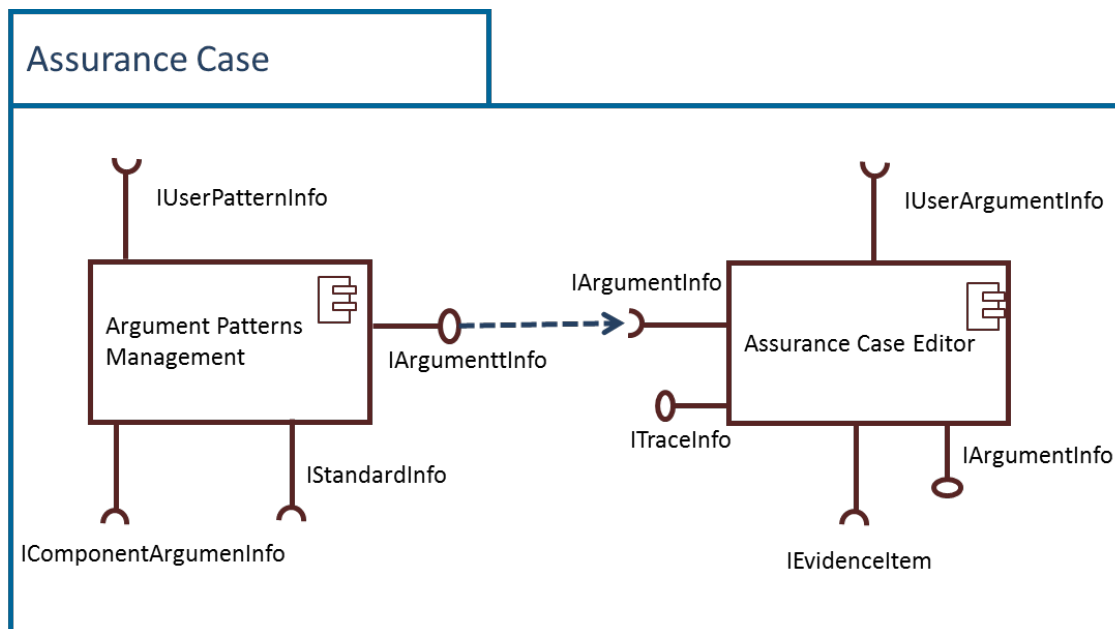 Assurance Case
IUserPatternInfo
IUserArgumentInfo
IArgumentInfo
Argument Patterns
Management
IArgumenttInfo
Assurance Case Editor
ITraceInfo
IStandardInfo
IArgumentInfo
IComponentArgumenInfo
IEvidenceItem